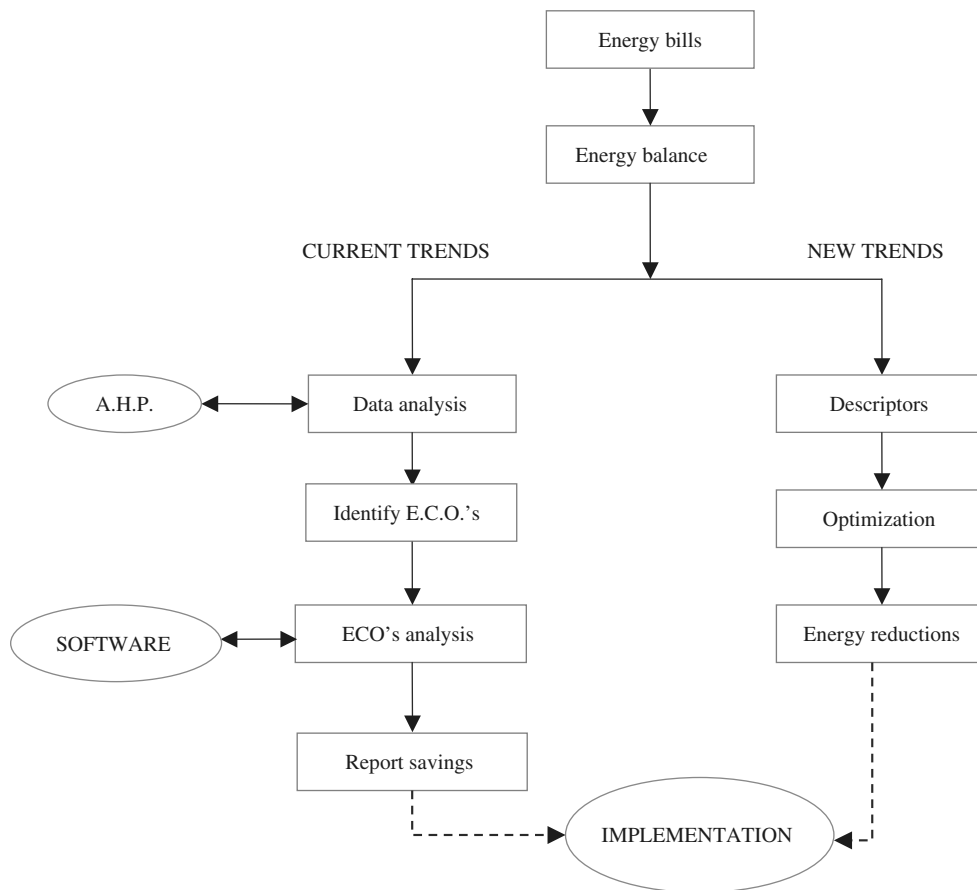 Energy bills
Energy balance
CURRENT TRENDS
NEW TRENDS
A.H.P.
Data analysis
Descriptors
Identify E.C.O.’s
Optimization
SOFTWARE
ECO’s analysis
Energy reductions
Report savings
IMPLEMENTATION